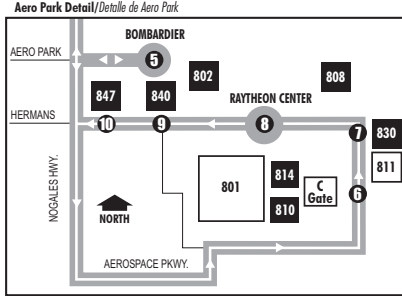 Aero Park Detail/Detalle de Aero Park
BOMBARDIER
AERO PARK
5
802
808
847
840
RAYTHEON CENTER
HERMANS
10
9
8
7
830
811
801
814
C
Gate
6
810
NOGALES HWY.
NORTH
AEROSPACE PKWY.